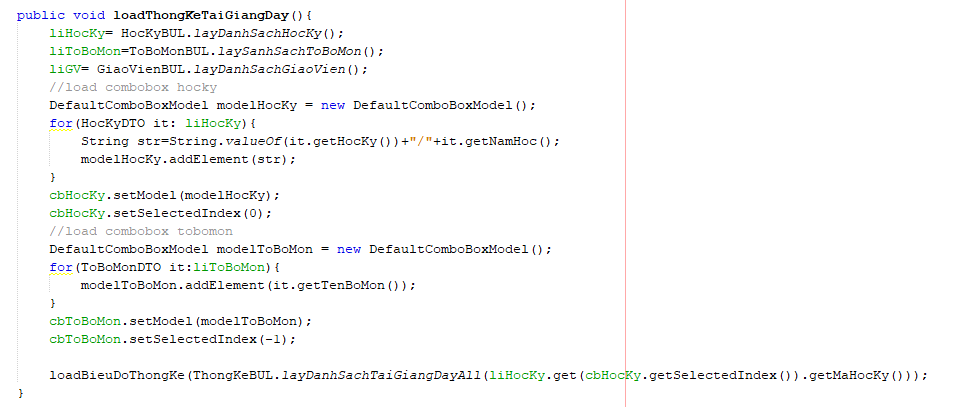 public void loadThongKeTaiGiangDay(){
    liHocKy= HocKyBUL.layDanhSachHocKy();
    liToBoMon=ToBoMonBUL.laySanhSachToBoMon();
    liGV= GiaoVienBUL.layDanhSachGiaoVien();
    //load combobox hocky
    DefaultComboBoxModel modelHocKy = new DefaultComboBoxModel();
    for(HocKyDTO it: liHocKy){
        String str=String.valueOf(it.getHocKy())+"/"+it.getNamHoc();
        modelHocKy.addElement(str);
    }
    cbHocKy.setModel(modelHocKy);
    cbHocKy.setSelectedIndex(0);
    //load combobox tobomon
    DefaultComboBoxModel modelToBoMon = new DefaultComboBoxModel();
    for(ToBoMonDTO it:liToBoMon){
        modelToBoMon.addElement(it.getTenBoMon());
    }
    cbToBoMon.setModel(modelToBoMon);
    cbToBoMon.setSelectedIndex(-1);

    loadBieuDoThongKe(ThongKeBUL.layDanhSachTaiGiangDayAll(liHocKy.get(cbHocKy.getSelectedIndex()).getMaHocKy()));
}